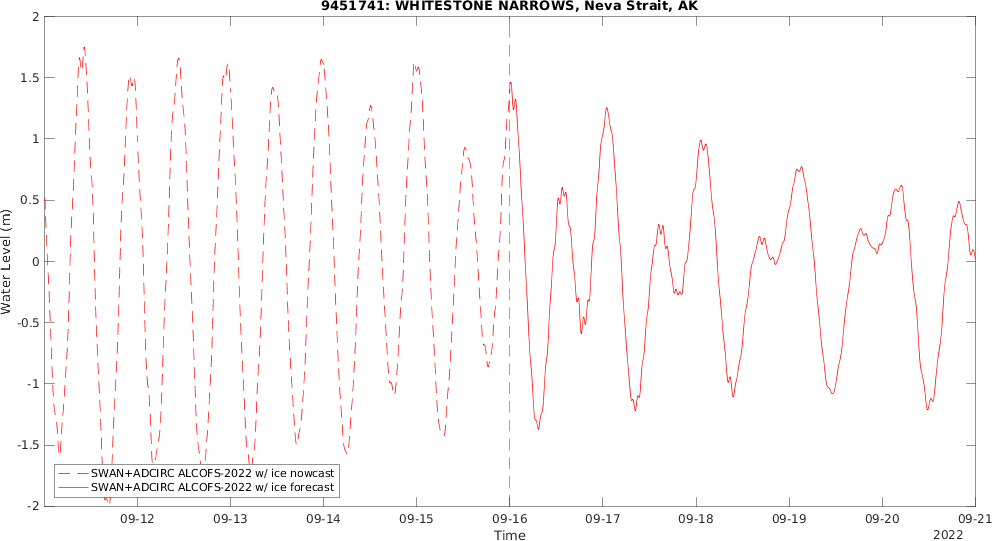 9451741: WHITESTONE NARROWS, Neva Strait, AK
2
1.5
1
0.5
0
-0.5
-1
-1.5
-2
Water Level (m)
SWAN+ADCIRC ALCOFS-2022 w/ ice nowcast
SWAN+ADCIRC ALCOFS-2022 w/ ice forecast
09-12 09-13 09-14 09-15 09-16 09-17 09-18 09-19 09-20 09-21
Time
2022